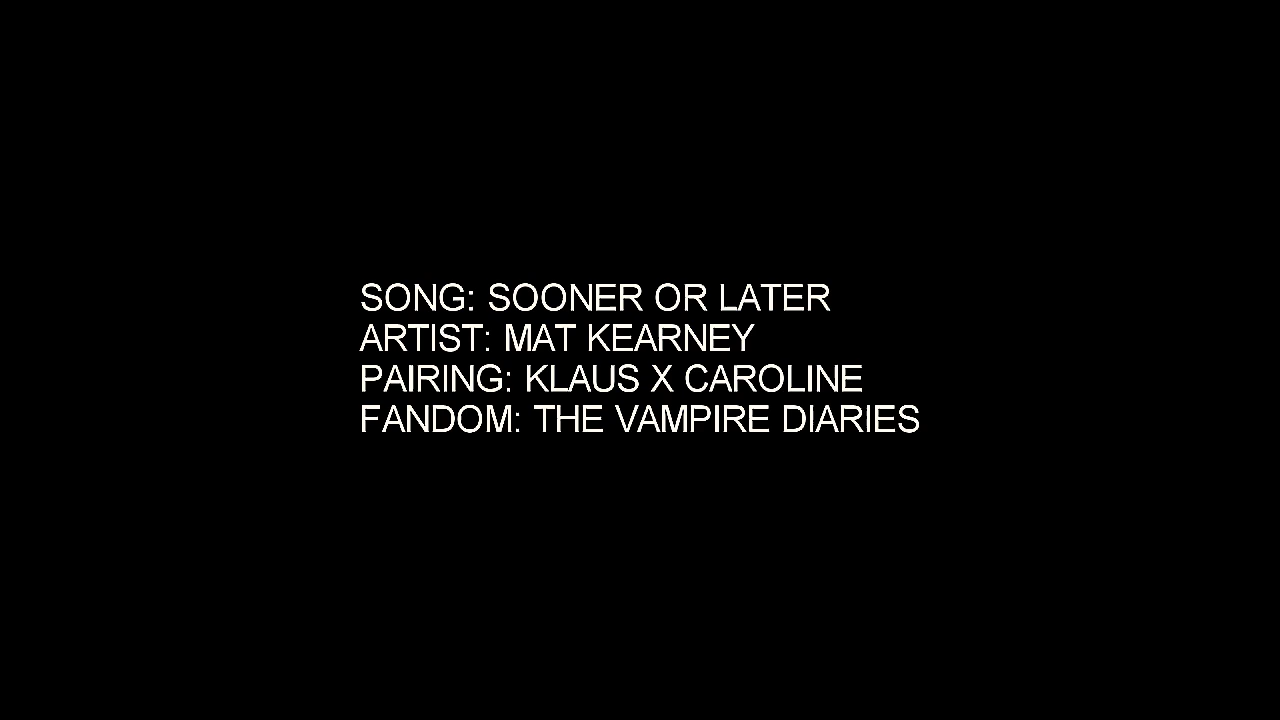 SONG: SOONER OR LATER
ARTIST: MAT KEARNEY
PAIRING: KLAUS X CAROLINE
FANDOM: THE VAMPIRE DIARIES